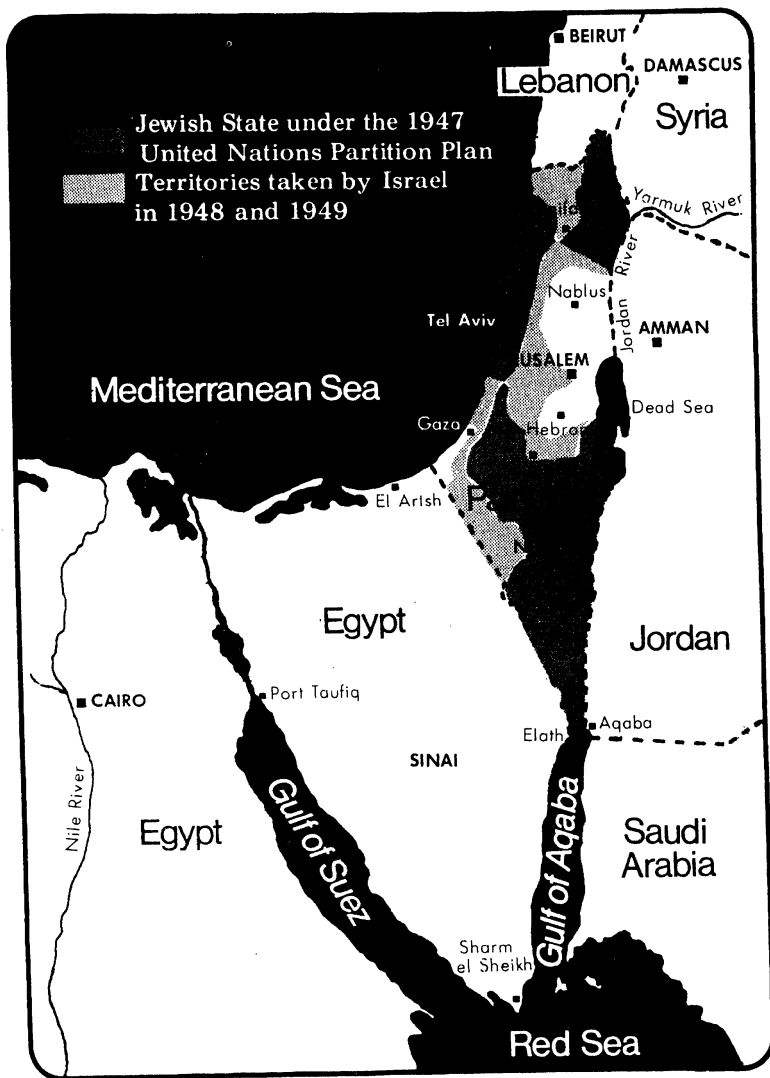 BEIRUT
Lebanon
DAMASCUS
Syria
Jewish State under the 1947
United Nations Partition Plan
Territories taken by Israel
in 1948 and 1949
Yarmuk River
Jordan River
Nablus
Tel Aviv
AMMAN
USALEM
Mediterranean Sea
Dead Sea
Gaza
Hebron
El Arish
Egypt
Jordan
CAIRO
Port Taufiq
Aqaba
Elath
SINAI
Nile River
Egypt
Gulf of Suez
Gulf of Aqaba
Saudi
Arabia
Sharm
el Sheikh
Red Sea